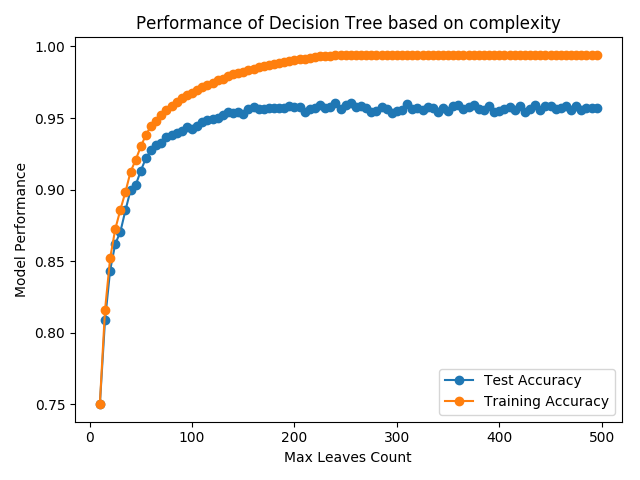 Performance of Decision Tree based on complexity
1.00
0.95
0.90
0.85
0.80
0.75
Model Performance
Test Accuracy
Training Accuracy
0 100 200 300 400 500
Max Leaves Count